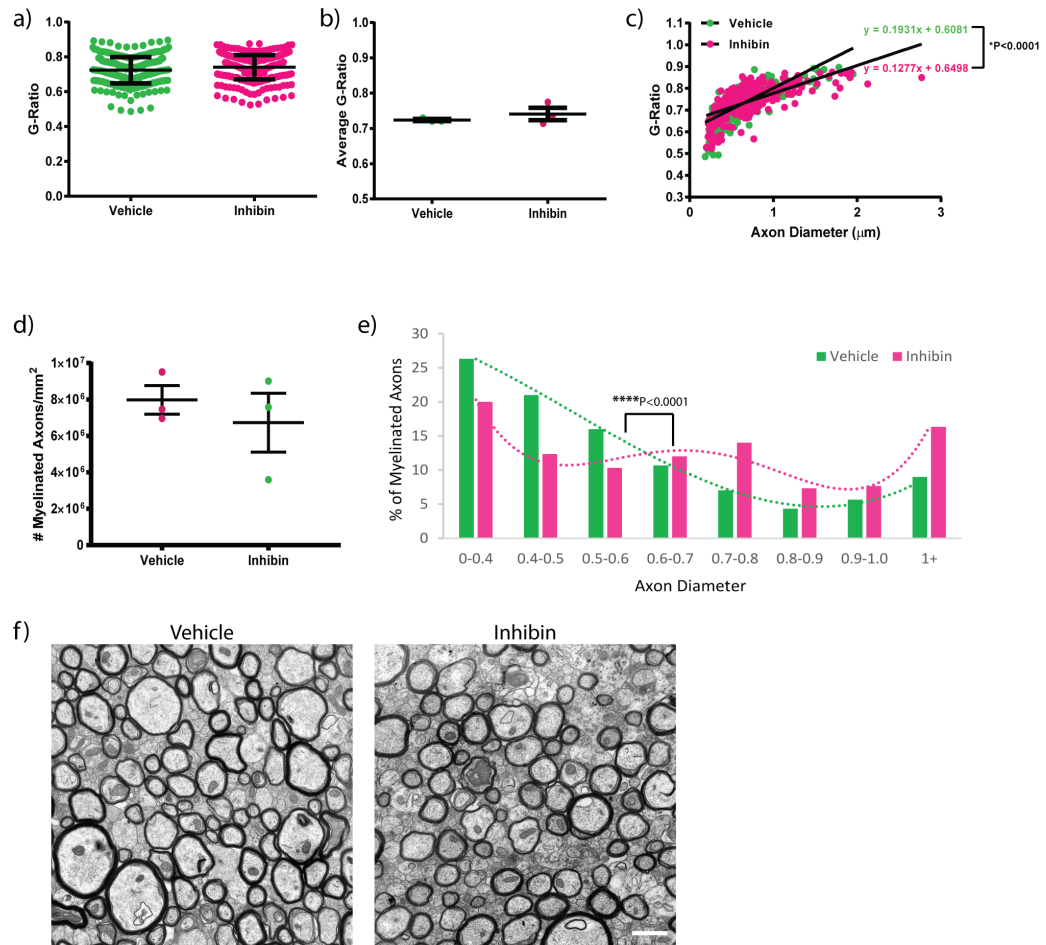 a)
1.0
0.8
0.6
0.4
0.2
0.0
G-Ratio
Vehicle
Inhibin
b)
1.0
0.9
0.8
0.7
0.6
0.5
Average G-Ratio
Vehicle
Inhibin
c)
1.1
1.0
0.9
0.8
0.7
0.6
0.5
0.4
0.3
G-Ratio
Vehicle
Inhibin
y = 0.1931x + 0.6081
*P<0.0001
y = 0.1277x + 0.6498
0
1
2
3
Axon Diameter (μm)
d)
1×10⁷
8×10⁶
6×10⁶
4×10⁶
2×10⁶
0
# Myelinated Axons/mm²
Vehicle
Inhibin
e)
30
25
20
15
10
5
0
% of Myelinated Axons
Vehicle
Inhibin
****P<0.0001
0-0.4
0.4-0.5
0.5-0.6
0.6-0.7
0.7-0.8
0.8-0.9
0.9-1.0
1+
Axon Diameter
f)
Vehicle
Inhibin